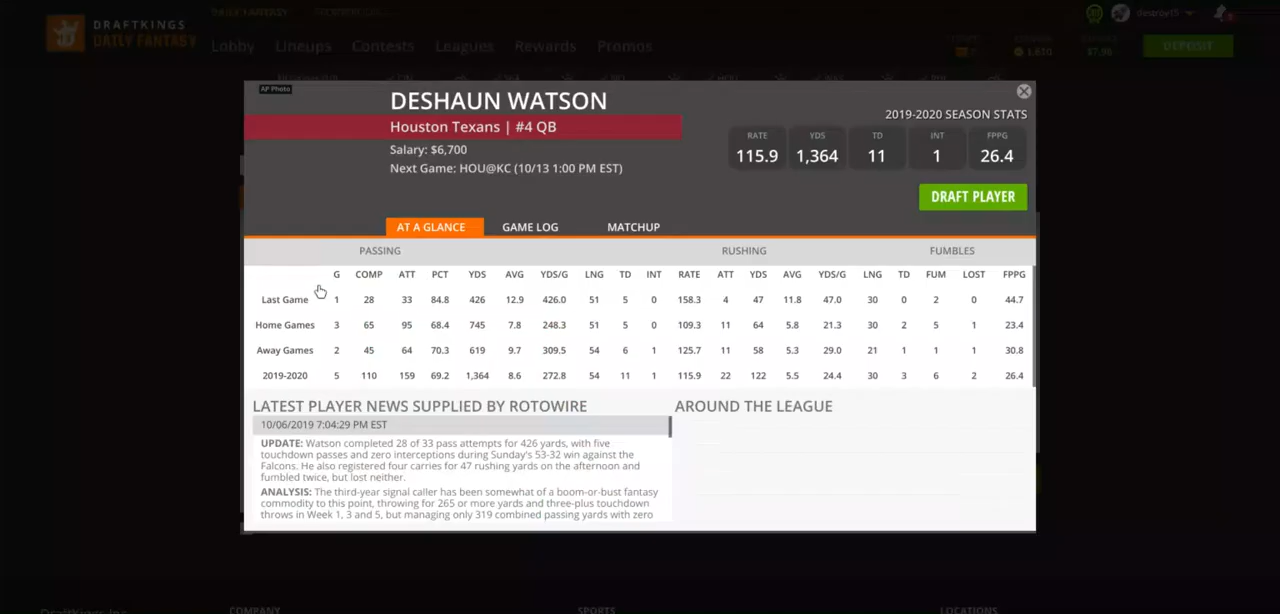 DRAFTKINGS
DAILY FANTASY
DAILY FANTASY
Lobby Lineups Contests Leagues Rewards Promos
destroy15
1,610
$7.98
DEPOSIT
AP Photo
DESHAUN WATSON
Houston Texans | #4 QB
Salary: $6,700
Next Game: HOU@KC (10/13 1:00 PM EST)
2019-2020 SEASON STATS
RATE YDS TD INT FPPG
115.9 1,364 11 1 26.4
DRAFT PLAYER
AT A GLANCE GAME LOG MATCHUP
PASSING RUSHING FUMBLES
G COMP ATT PCT YDS AVG YDS/G LNG TD INT RATE ATT YDS AVG YDS/G LNG TD FUM LOST FPPG
Last Game 1 28 33 84.8 426 12.9 426.0 51 5 0 158.3 4 47 11.8 47.0 30 0 2 0 44.7
Home Games 3 65 95 68.4 745 7.8 248.3 51 5 0 109.3 11 64 5.8 21.3 30 2 5 1 23.4
Away Games 2 45 64 70.3 619 9.7 309.5 54 6 1 125.7 11 58 5.3 29.0 21 1 1 1 30.8
2019-2020 5 110 159 69.2 1,364 8.6 272.8 54 11 1 115.9 22 122 5.5 24.4 30 3 6 2 26.4
LATEST PLAYER NEWS SUPPLIED BY ROTOWIRE
10/06/2019 7:04:29 PM EST
UPDATE: Watson completed 28 of 33 pass attempts for 426 yards, with five
touchdown passes and zero interceptions during Sunday's 53-32 win against the
Falcons. He also registered four carries for 47 rushing yards on the afternoon and
fumbled twice, but lost neither.
ANALYSIS: The third-year signal caller has been somewhat of a boom-or-bust fantasy
commodity to this point, throwing for 265 or more yards and three-plus touchdown
throws in Week 1, 3 and 5, but managing only 319 combined passing yards with zero
AROUND THE LEAGUE
DraftKings Inc.
COMPANY
SPORTS
LOCATIONS